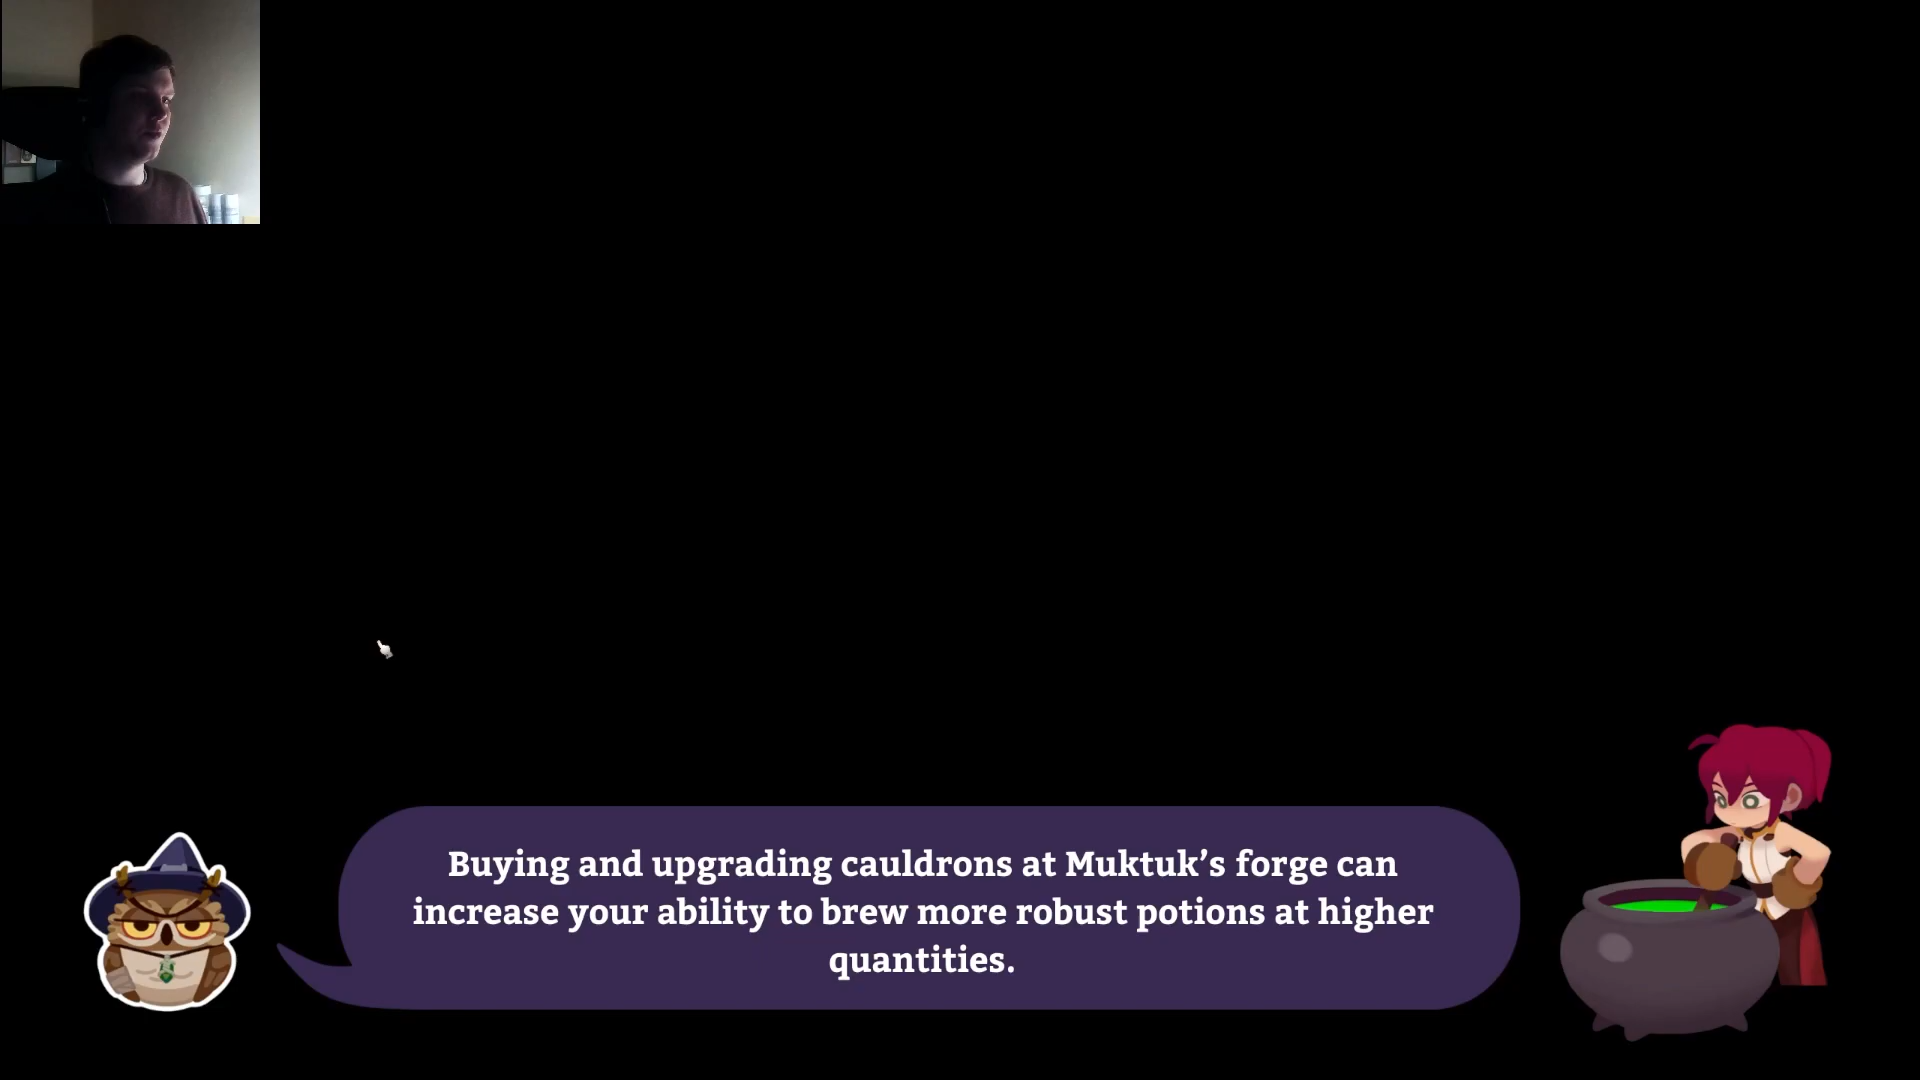 Buying and upgrading cauldrons at Muktuk’s forge can
increase your ability to brew more robust potions at higher
quantities.